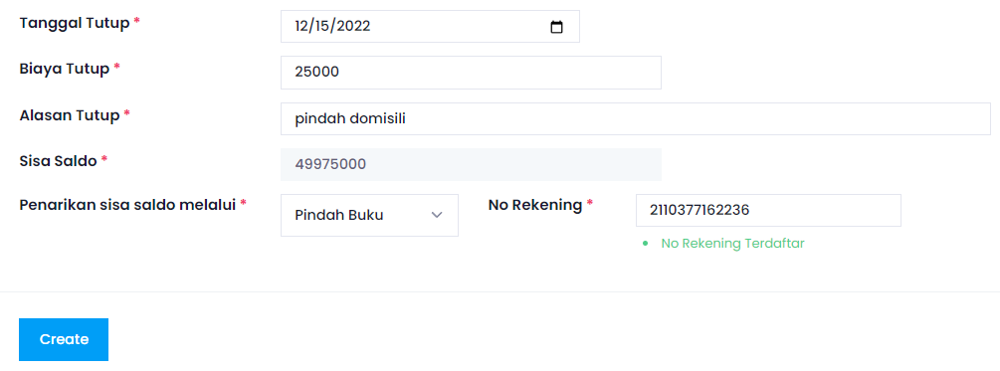 Tanggal Tutup * 12/15/2022
Biaya Tutup * 25000
Alasan Tutup * pindah domisili
Sisa Saldo * 49975000
Penarikan sisa saldo melalui * Pindah Buku No Rekening * 2110377162236
No Rekening Terdaftar
Create